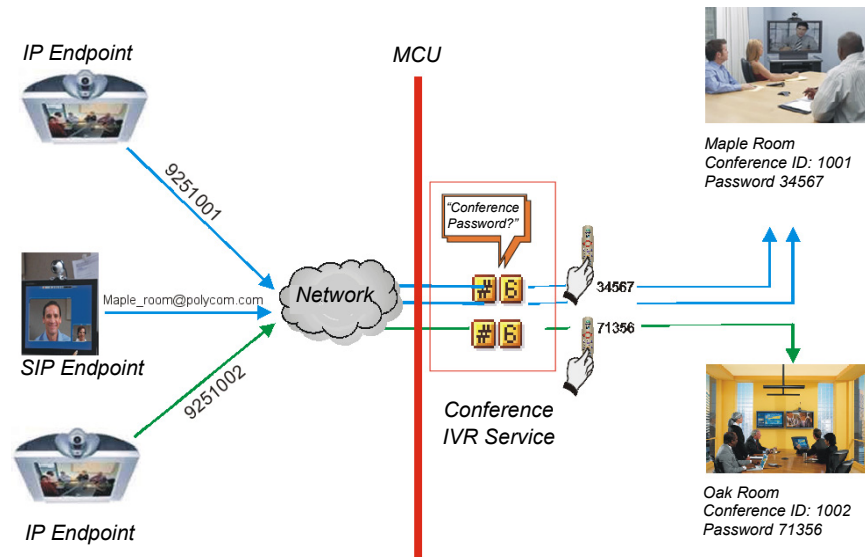 IP Endpoint
MCU
Maple Room
Conference ID: 1001
Password 34567
9251001
"Conference
Password?"
Maple_room@polycom.com
Network
# 6
34567
# 6
71356
SIP Endpoint
9251002
Conference
IVR Service
IP Endpoint
Oak Room
Conference ID: 1002
Password 71356